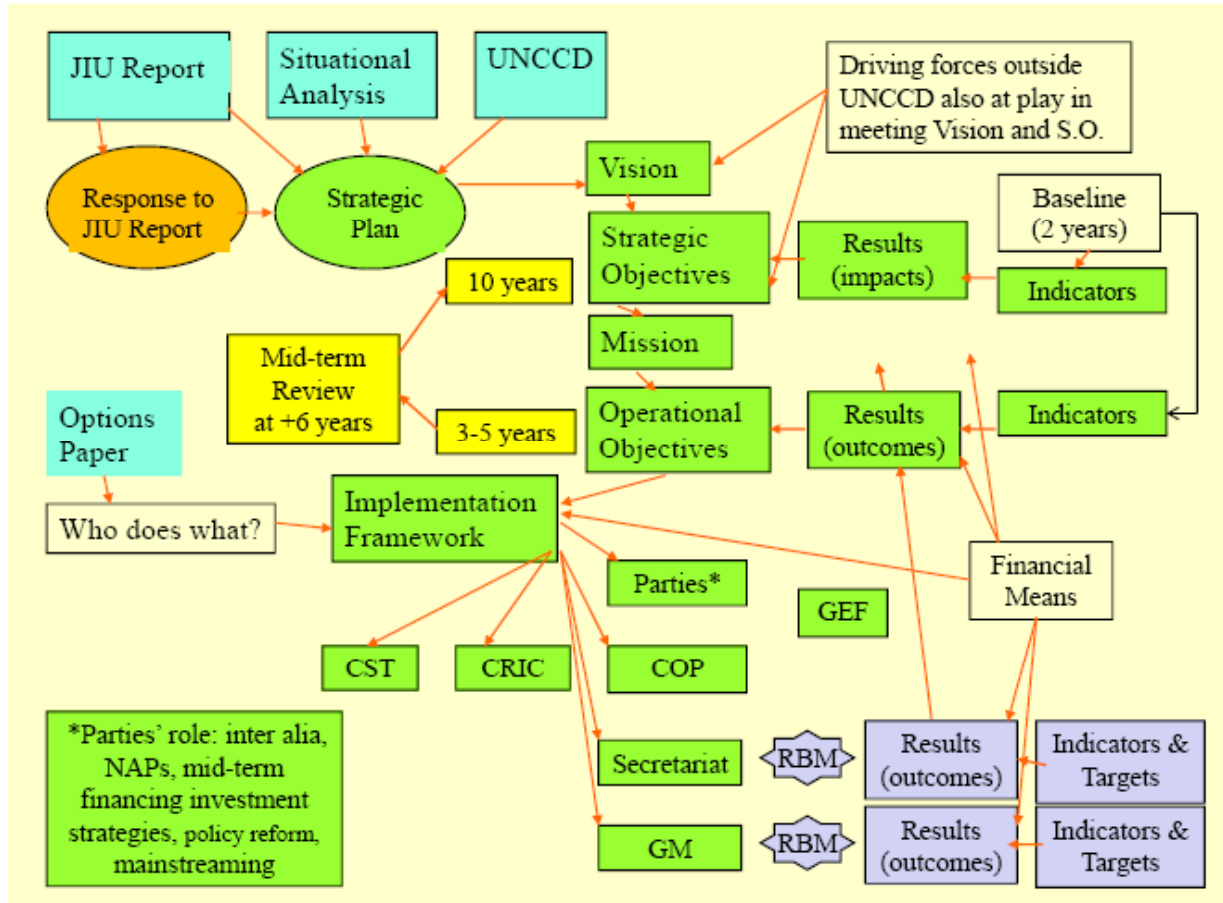 JIU Report
Situational
Analysis
UNCCD
Driving forces outside
UNCCD also at play in
meeting Vision and S.O.
Response to
JIU Report
Strategic
Plan
Vision
Baseline
(2 years)
Strategic
Objectives
Results
(impacts)
Indicators
10 years
Mission
Mid-term
Review
at +6 years
3-5 years
Operational
Objectives
Results
(outcomes)
Indicators
Options
Paper
Who does what?
Implementation
Framework
Financial
Means
Parties*
GEF
CST
CRIC
COP
*Parties' role: inter alia,
NAPs, mid-term
financing investment
strategies, policy reform,
mainstreaming
Secretariat
RBM
Results
(outcomes)
Indicators &
Targets
GM
RBM
Results
(outcomes)
Indicators &
Targets